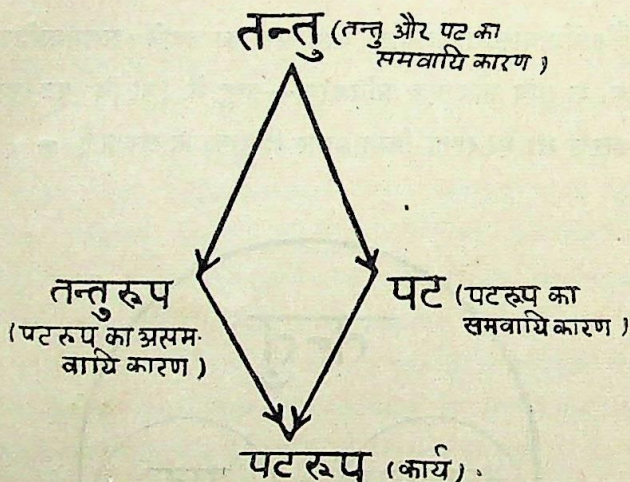 तन्तु (तन्तु और पट का
समवायि कारण)
तन्तुरूप
(पटरूप का असम-
वायि कारण)
पट (पटरूप का
समवायि कारण)
पटरूप (कार्य).